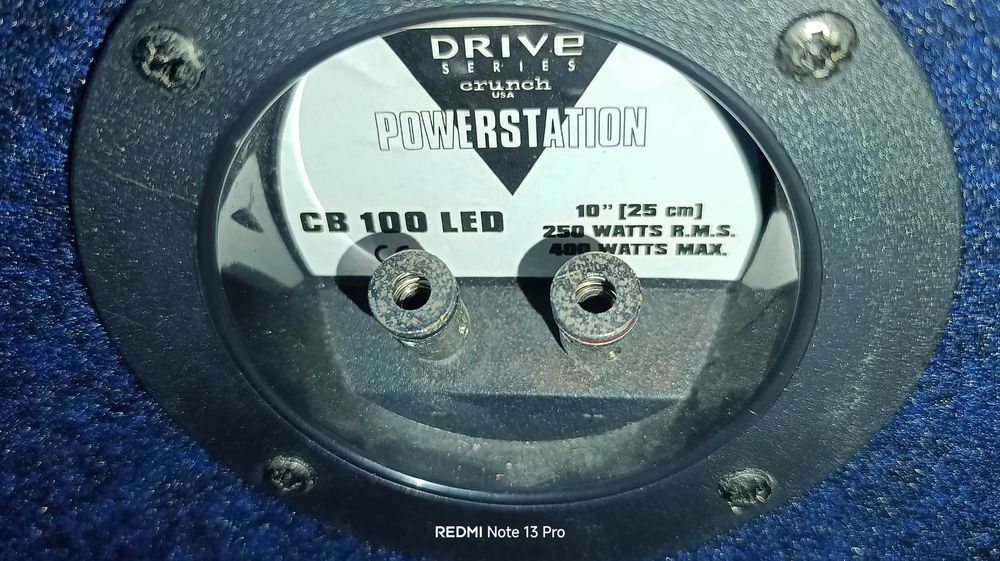 DRIVe
SERIES
crunch
USA
POWERSTATION
CB 100 LED
10" [25 cm]
250 WATTS R.M.S.
400 WATTS MAX.
REDMI Note 13 Pro